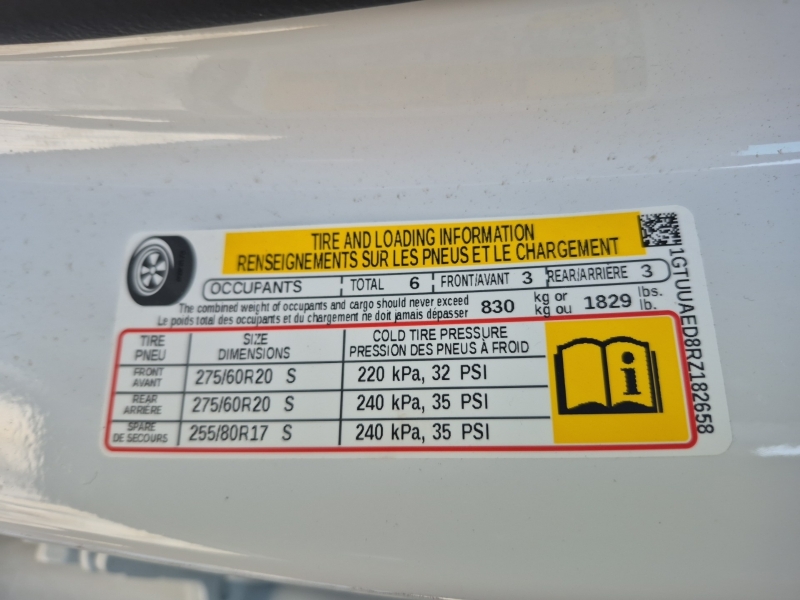 TIRE AND LOADING INFORMATION
RENSEIGNEMENTS SUR LES PNEUS ET LE CHARGEMENT
OCCUPANTS TOTAL 6 FRONT/AVANT 3 REAR/ARRIÈRE 3
The combined weight of occupants and cargo should never exceed 830 kg or 1829 lbs.
Le poids total des occupants et du chargement ne doit jamais dépasser kg ou lb.
TIRE SIZE COLD TIRE PRESSURE
PNEU DIMENSIONS PRESSION DES PNEUS À FROID
FRONT
AVANT 275/60R20 S 220 kPa, 32 PSI
REAR
ARRIÈRE 275/60R20 S 240 kPa, 35 PSI
SPARE
DE SECOURS 255/80R17 S 240 kPa, 35 PSI
i
1GTUUAED8RZ182658